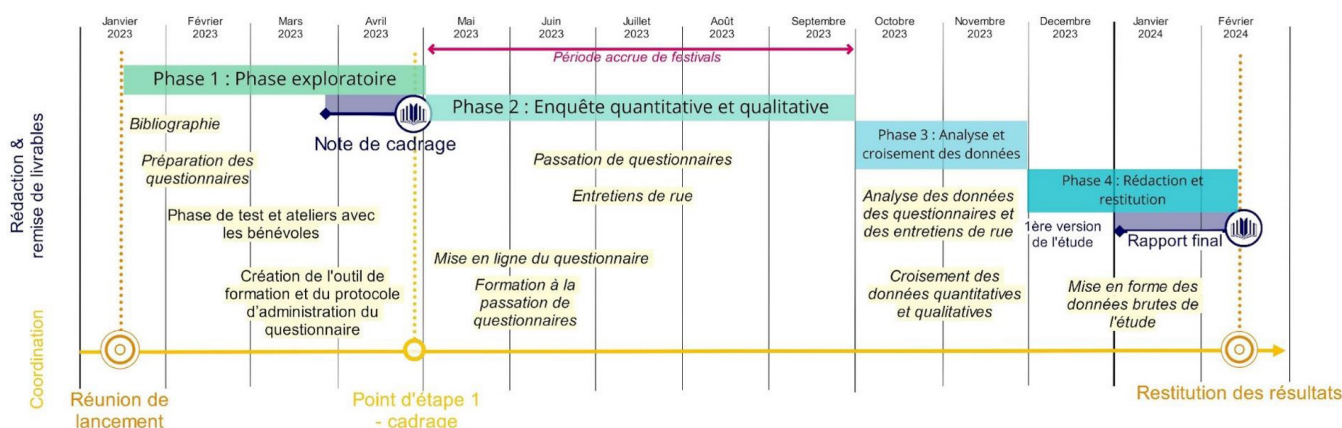 Janvier
2023
Février
2023
Mars
2023
Avril
2023
Mai
2023
Juin
2023
Juillet
2023
Août
2023
Septembre
2023
Octobre
2023
Novembre
2023
Decembre
2023
Janvier
2024
Février
2024
Période accrue de festivals
Phase 1 : Phase exploratoire
Phase 2 : Enquête quantitative et qualitative
Phase 3 : Analyse et
croisement des données
Phase 4 : Rédaction et
restitution
Rédaction &
remise de livrables
Note de cadrage
Bibliographie
Préparation des
questionnaires
Phase de test et ateliers avec
les bénévoles
Création de l'outil de
formation et du protocole
d'administration du
questionnaire
Passation de questionnaires
Entretiens de rue
Mise en ligne du questionnaire
Formation à la
passation de
questionnaires
Analyse des données
des questionnaires et
des entretiens de rue
Croisement des
données quantitatives
et qualitatives
1ère version
de l'étude
Rapport final
Mise en forme des
données brutes de
l'étude
Coordination
Réunion de
lancement
Point d'étape 1
- cadrage
Restitution des résultats